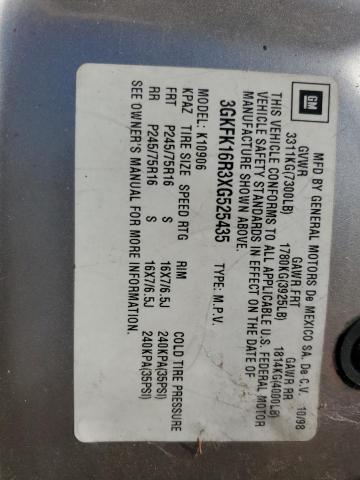 GM
MFD BY GENERAL MOTORS De MEXICO SA. De C.V. 10/98
GVWR GAWR FRT GAWR RR
3311KG(7300LB) 1780KG(3925LB) 1814KG(4000LB)
THIS VEHICLE CONFORMS TO ALL APPLICABLE U.S. FEDERAL MOTOR
VEHICLE SAFETY STANDARDS IN EFFECT ON THE DATE OF
MANUFACTURE SHOWN ABOVE.
3GKFK16R3XG525435 TYPE: M.P.V.
MODEL: K10906
KPAZ TIRE SIZE SPEED RTG RIM COLD TIRE PRESSURE
FRT P245/75R16 S 16X7/6.5J 240KPA(35PSI)
RR P245/75R16 S 16X7/6.5J 240KPA(35PSI)
SEE OWNER'S MANUAL FOR MORE INFORMATION.